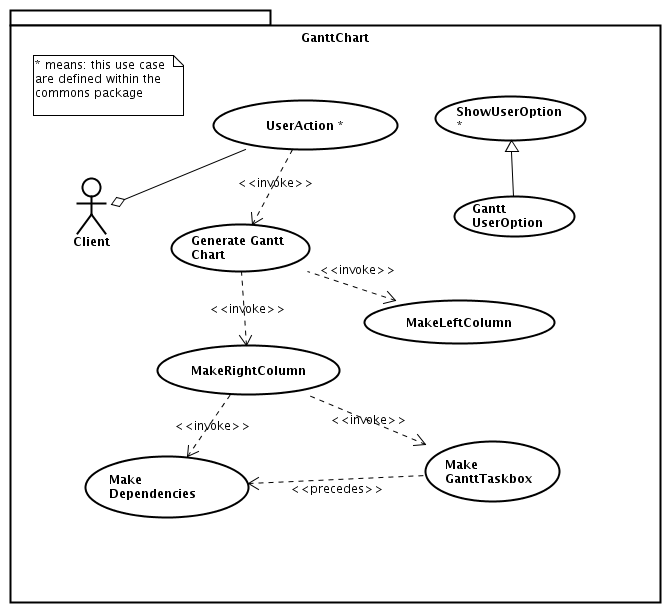 GanttChart
* means: this use case
are defined within the
commons package
UserAction *
ShowUserOption
*
<<invoke>>
Client
Gantt
UserOption
Generate Gantt
Chart
<<invoke>>
<<invoke>>
MakeLeftColumn
MakeRightColumn
<<invoke>>
<<invoke>>
Make
Dependencies
Make
GanttTaskbox
<<precedes>>